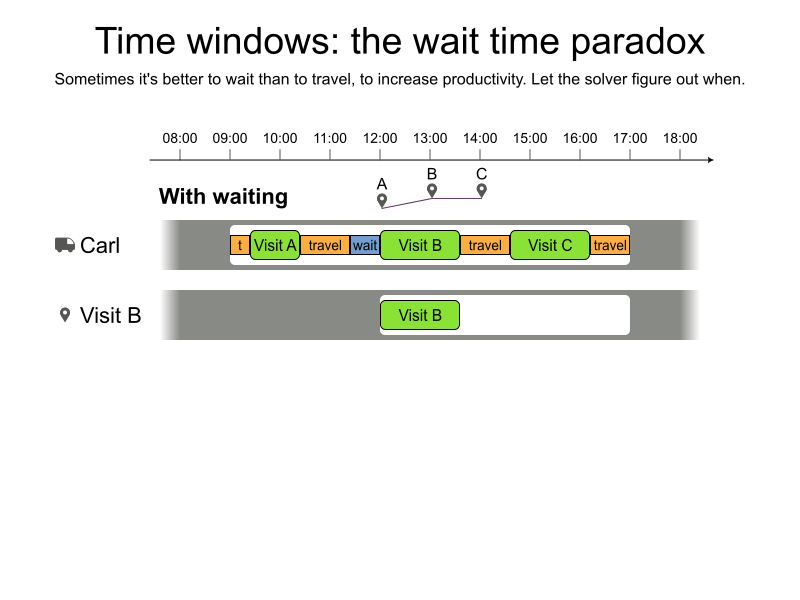 Time windows: the wait time paradox
Sometimes it's better to wait than to travel, to increase productivity. Let the solver figure out when.
08:00 09:00 10:00 11:00 12:00 13:00 14:00 15:00 16:00 17:00 18:00
A B C
With waiting
Carl t Visit A travel wait Visit B travel Visit C travel
Visit B Visit B